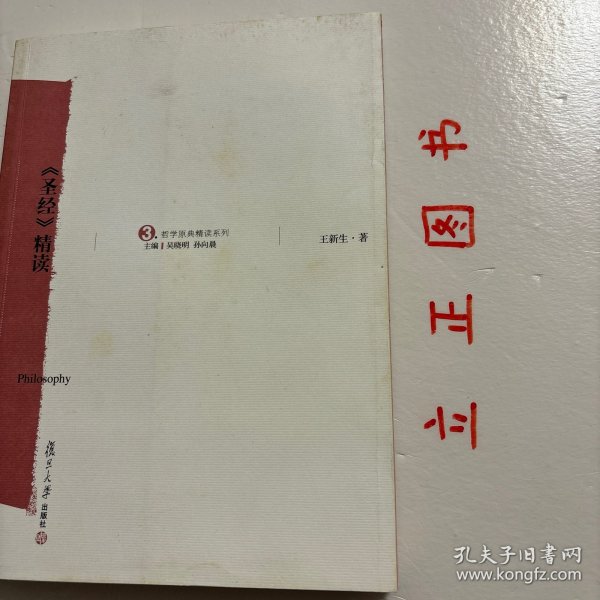 《圣经》精读
Philosophy
復旦大学出版社
3.哲学原典精读系列
主编 吴晓明 孙向晨
王新生·著
立正图书
孔夫子旧书网
www.kongfz.com